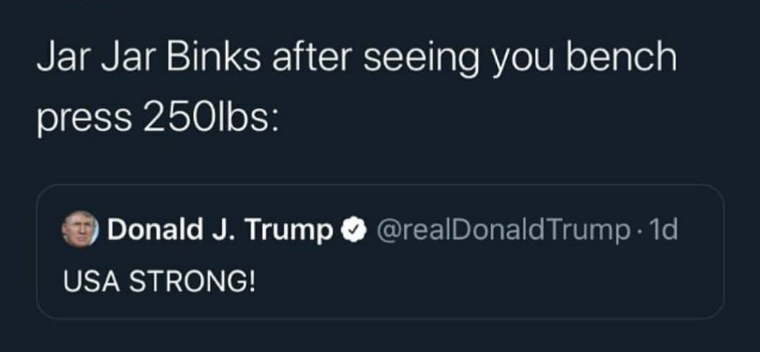 Jar Jar Binks after seeing you bench
press 250lbs:
Donald J. Trump @realDonaldTrump · 1d
USA STRONG!